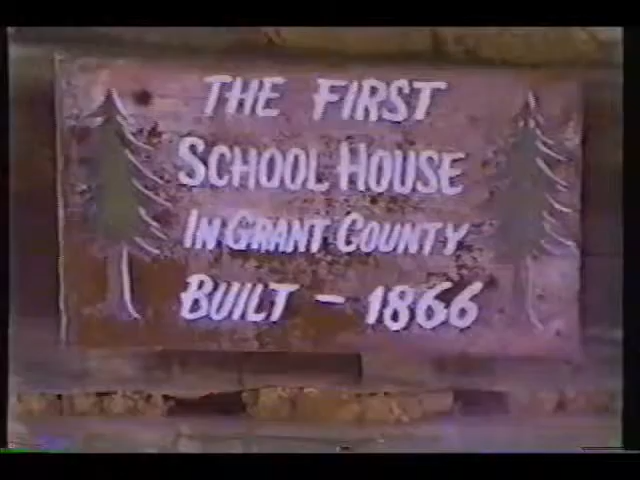 THE FIRST
SCHOOL HOUSE
IN GRANT COUNTY
BUILT - 1866